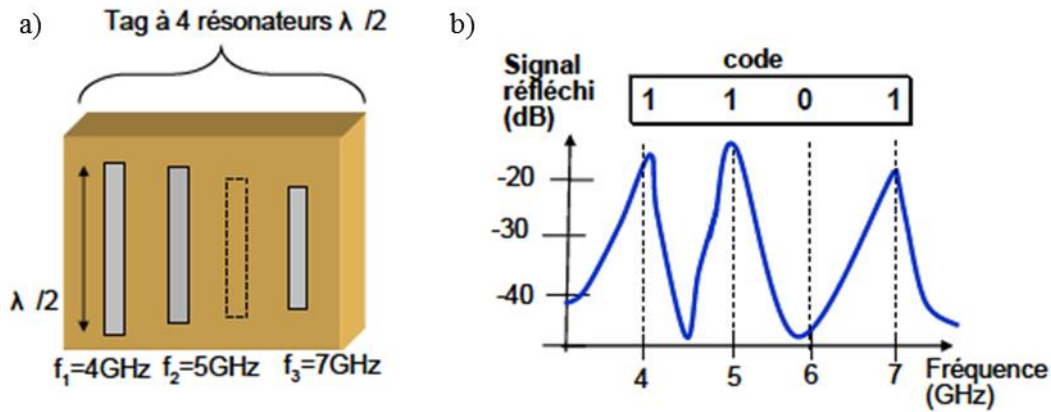 a)
Tag à 4 résonateurs λ /2
λ /2
f₁=4GHz f₂=5GHz f₃=7GHz
b)
Signal
réfléchi
(dB)
code
1 1 0 1
-20
-30
-40
4 5 6 7
Fréquence
(GHz)